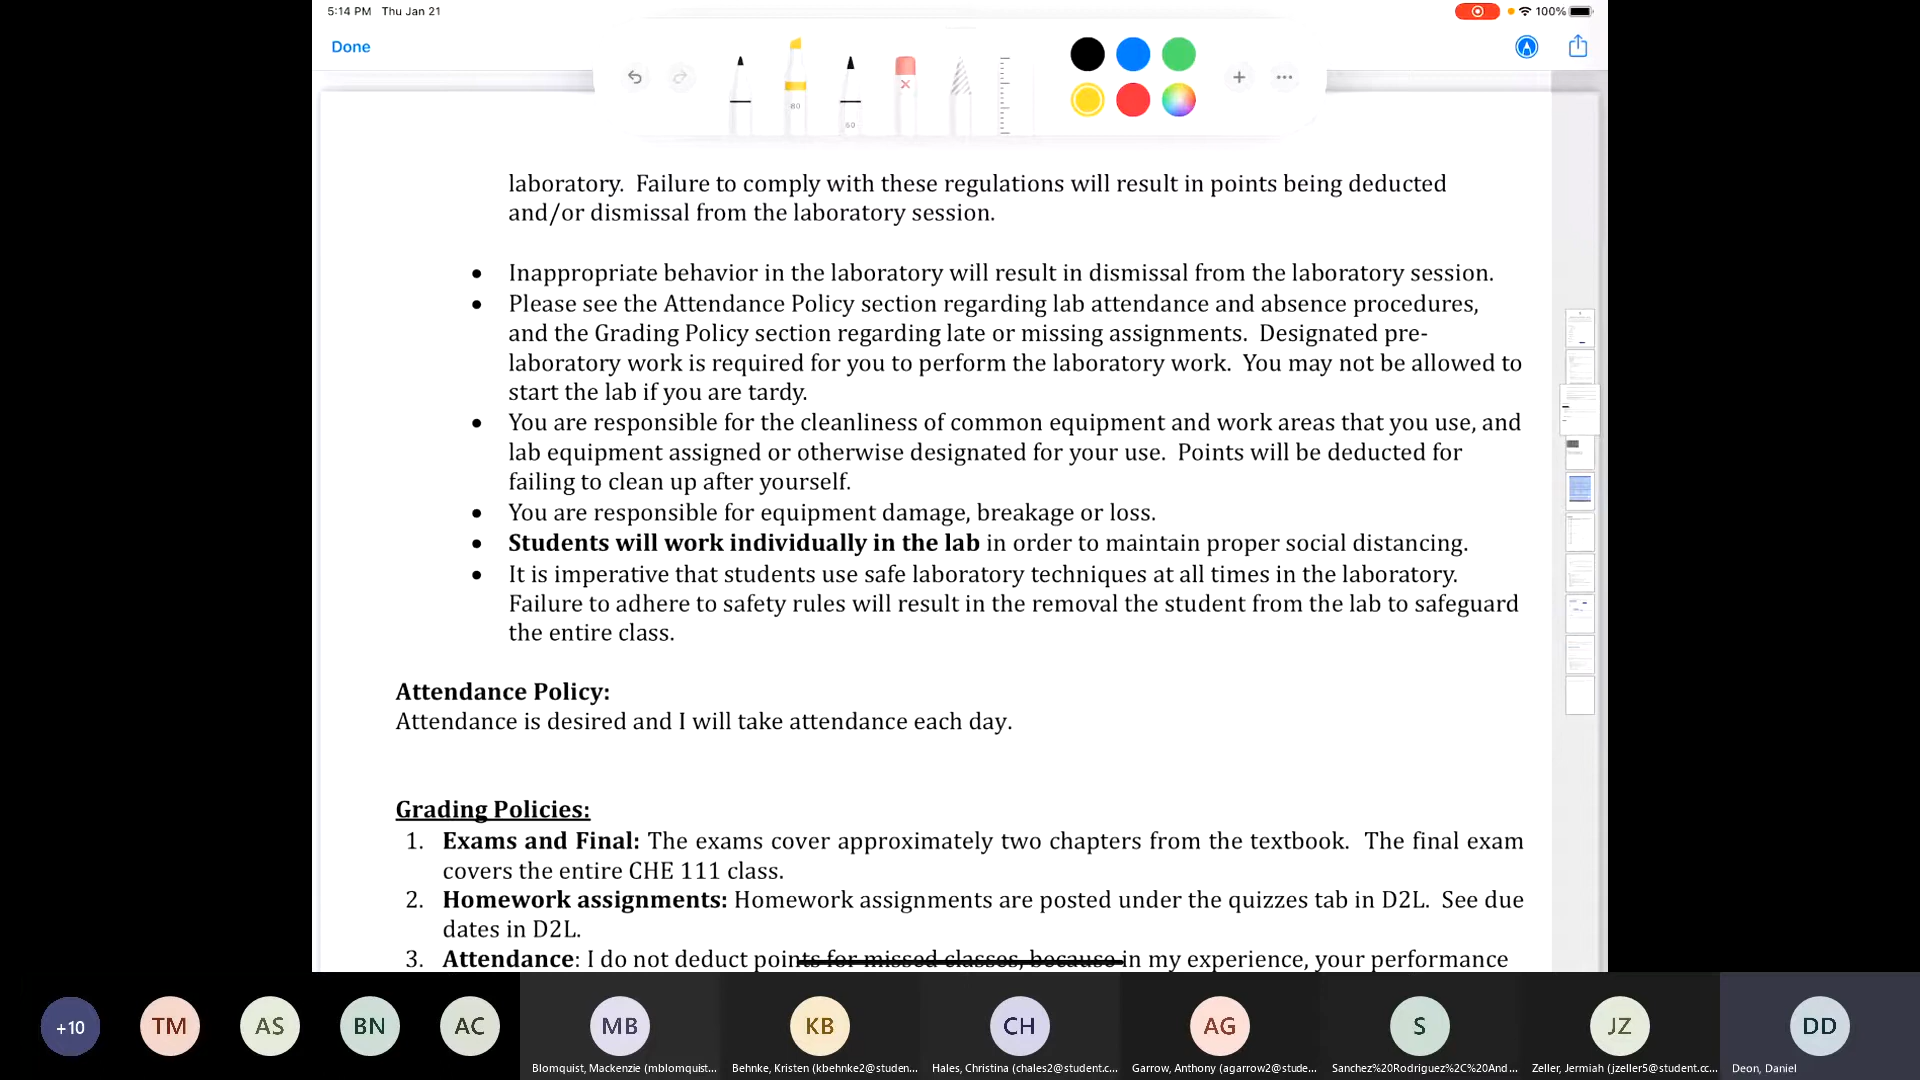 5:14 PM Thu Jan 21
100%
Done
80
60
laboratory. Failure to comply with these regulations will result in points being deducted
and/or dismissal from the laboratory session.
• Inappropriate behavior in the laboratory will result in dismissal from the laboratory session.
• Please see the Attendance Policy section regarding lab attendance and absence procedures,
and the Grading Policy section regarding late or missing assignments. Designated pre-
laboratory work is required for you to perform the laboratory work. You may not be allowed to
start the lab if you are tardy.
• You are responsible for the cleanliness of common equipment and work areas that you use, and
lab equipment assigned or otherwise designated for your use. Points will be deducted for
failing to clean up after yourself.
• You are responsible for equipment damage, breakage or loss.
• Students will work individually in the lab in order to maintain proper social distancing.
• It is imperative that students use safe laboratory techniques at all times in the laboratory.
Failure to adhere to safety rules will result in the removal the student from the lab to safeguard
the entire class.
Attendance Policy:
Attendance is desired and I will take attendance each day.
Grading Policies:
1. Exams and Final: The exams cover approximately two chapters from the textbook. The final exam
covers the entire CHE 111 class.
2. Homework assignments: Homework assignments are posted under the quizzes tab in D2L. See due
dates in D2L.
3. Attendance: I do not deduct points for missed classes, because in my experience, your performance
+10 TM AS BN AC MB KB CH AG S JZ DD
Blomquist, Mackenzie (mblomquist... Behnke, Kristen (kbehnke2@studen... Hales, Christina (chales2@student.c... Garrow, Anthony (agarrow2@stude... Sanchez%20Rodriguez%2C%20And... Zeller, Jermiah (jzeller5@student.cc... Deon, Daniel